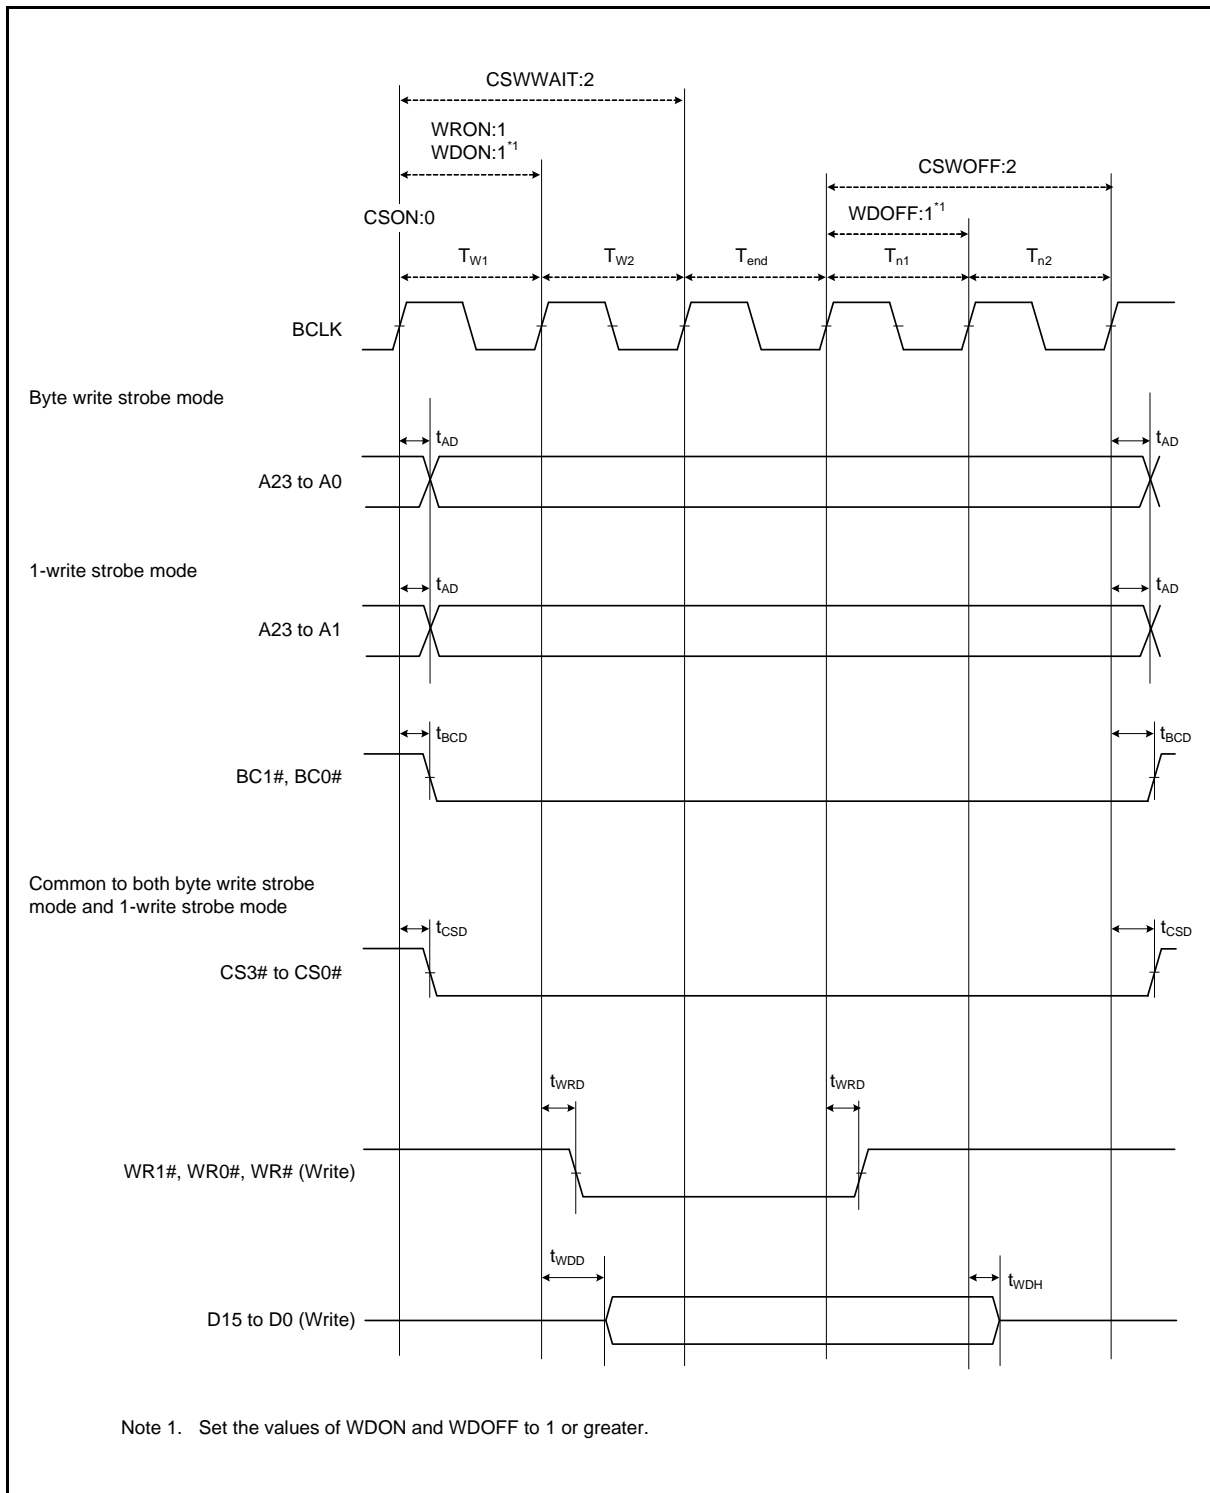 CSWWAIT:2
WRON:1
WDON:1*1
CSWOFF:2
WDOFF:1*1
CSON:0
TW1 TW2 Tend Tn1 Tn2
BCLK
Byte write strobe mode
tAD tAD
A23 to A0
1-write strobe mode
tAD tAD
A23 to A1
tBCD tBCD
BC1#, BC0#
Common to both byte write strobe
mode and 1-write strobe mode
tCSD tCSD
CS3# to CS0#
tWRD tWRD
WR1#, WR0#, WR# (Write)
tWDD tWDH
D15 to D0 (Write)
Note 1. Set the values of WDON and WDOFF to 1 or greater.